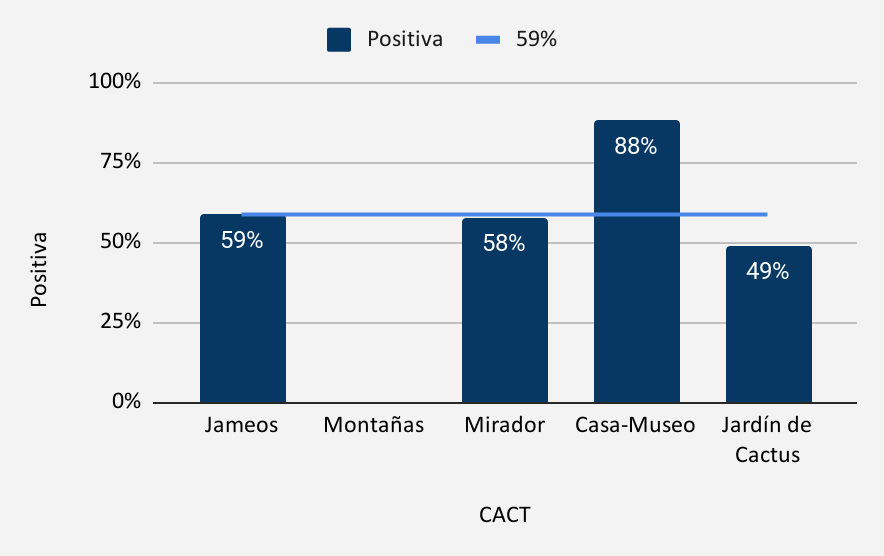 Positiva 59%
100%
75%
50%
25%
0%
Positiva
59%
58%
88%
49%
Jameos Montañas Mirador Casa-Museo Jardín de
Cactus
CACT